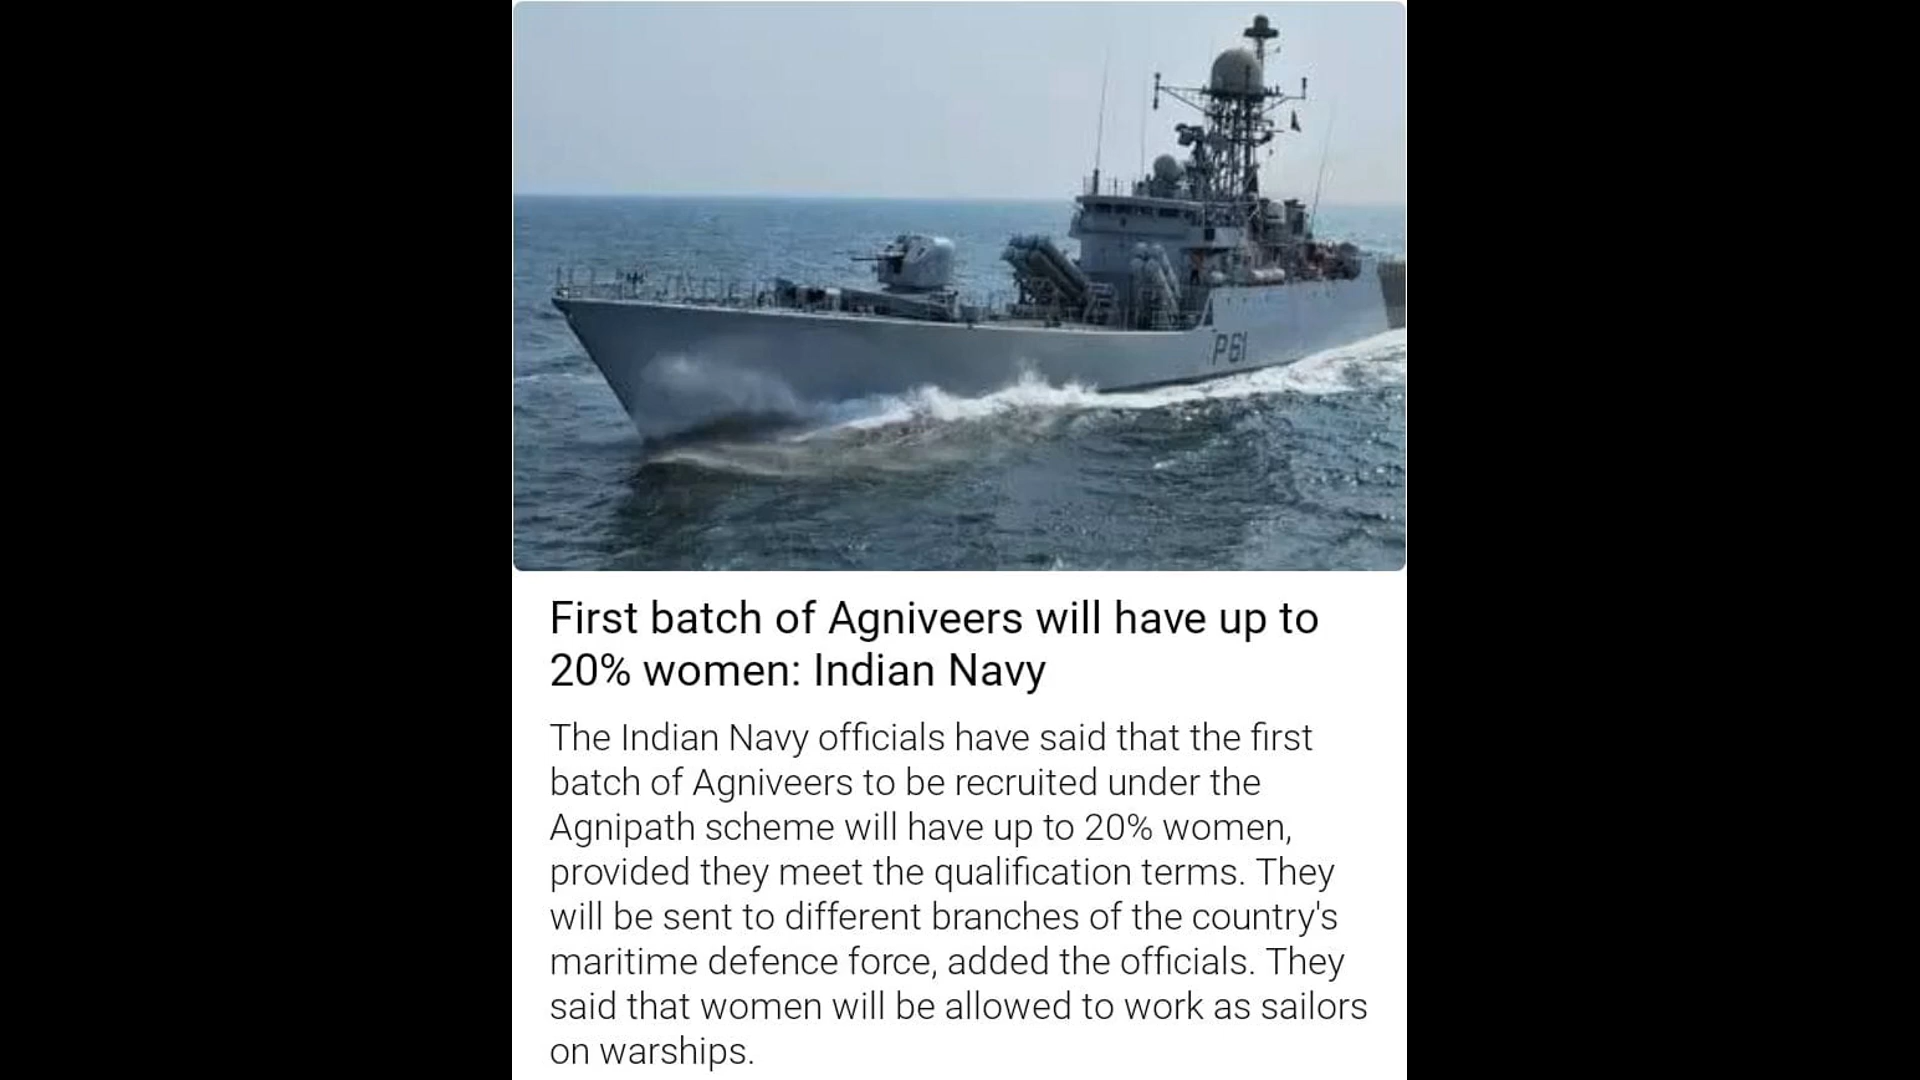 P61
First batch of Agniveers will have up to
20% women: Indian Navy
The Indian Navy officials have said that the first
batch of Agniveers to be recruited under the
Agnipath scheme will have up to 20% women,
provided they meet the qualification terms. They
will be sent to different branches of the country's
maritime defence force, added the officials. They
said that women will be allowed to work as sailors
on warships.